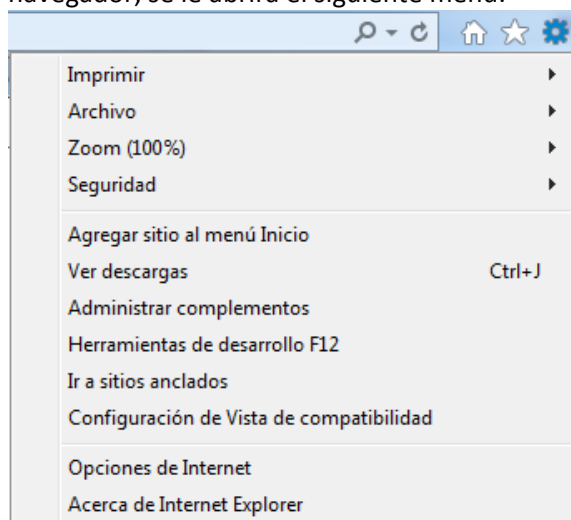 navegador, se le abrirá el siguiente menú:
Imprimir
Archivo
Zoom (100%)
Seguridad
Agregar sitio al menú Inicio
Ver descargas Ctrl+J
Administrar complementos
Herramientas de desarrollo F12
Ir a sitios anclados
Configuración de Vista de compatibilidad
Opciones de Internet
Acerca de Internet Explorer